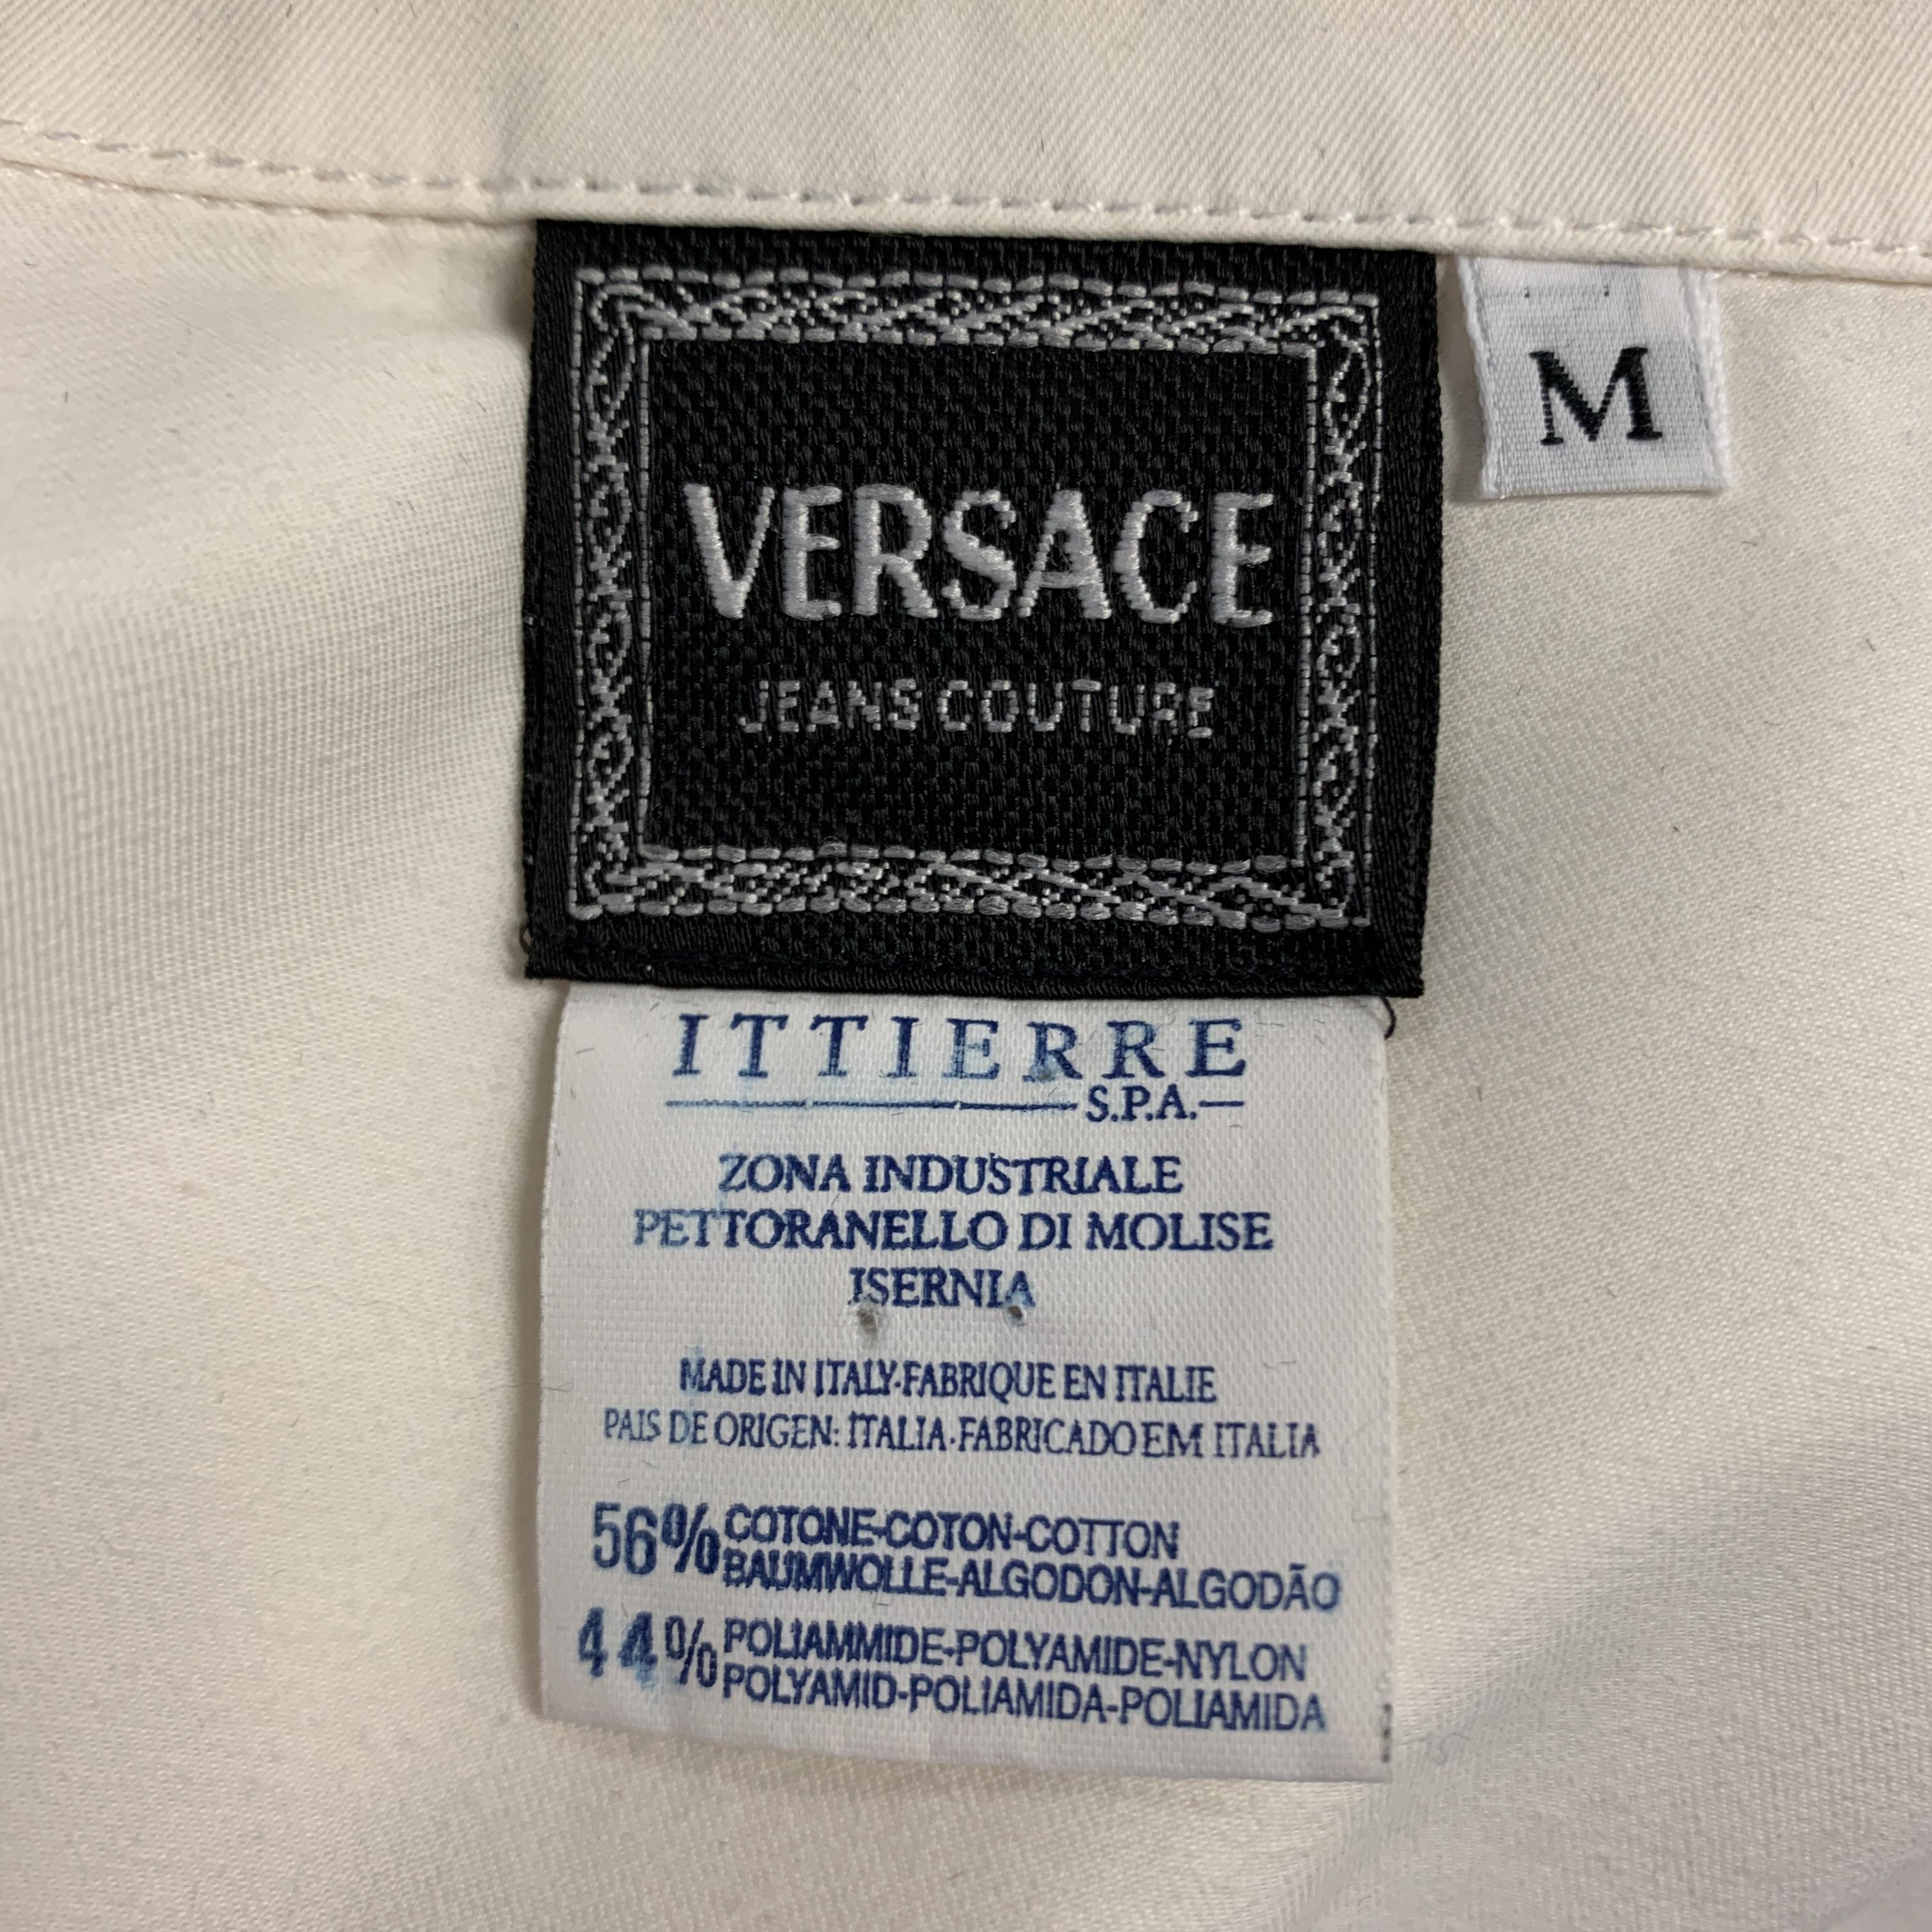 VERSACE
JEANS COUTURE
M
ITTIERRE
S.P.A.
ZONA INDUSTRIALE
PETTORANELLO DI MOLISE
ISERNIA
MADE IN ITALY-FABRIQUE EN ITALIE
PAIS DE ORIGEN: ITALIA-FABRICADO EM ITALIA
56% COTONE-COTON-COTTON
BAUMWOLLE-ALGODON-ALGODÃO
44% POLIAMMIDE-POLYAMIDE-NYLON
POLYAMID-POLIAMIDA-POLIAMIDA